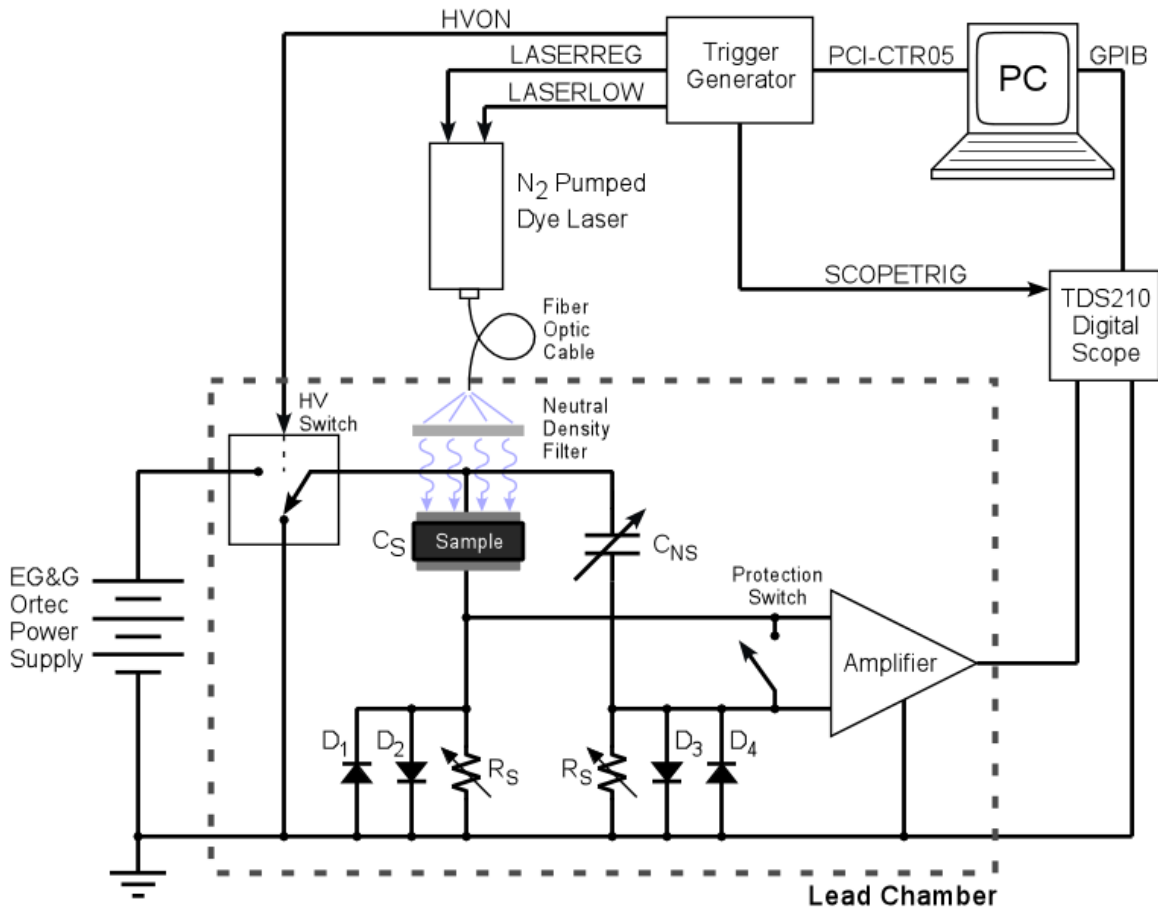 HVON
LASERREG
LASERLOW
Trigger
Generator
PCI-CTR05
PC
GPIB
N2 Pumped
Dye Laser
SCOPETRIG
TDS210
Digital
Scope
Fiber
Optic
Cable
HV
Switch
Neutral
Density
Filter
CS
Sample
CNS
EG&G
Ortec
Power
Supply
Protection
Switch
Amplifier
D1
D2
RS
RS
D3
D4
Lead Chamber